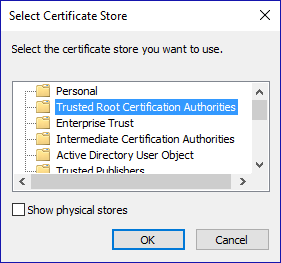 Select Certificate Store
Select the certificate store you want to use.
Personal
Trusted Root Certification Authorities
Enterprise Trust
Intermediate Certification Authorities
Active Directory User Object
Trusted Publishers
Show physical stores
OK
Cancel